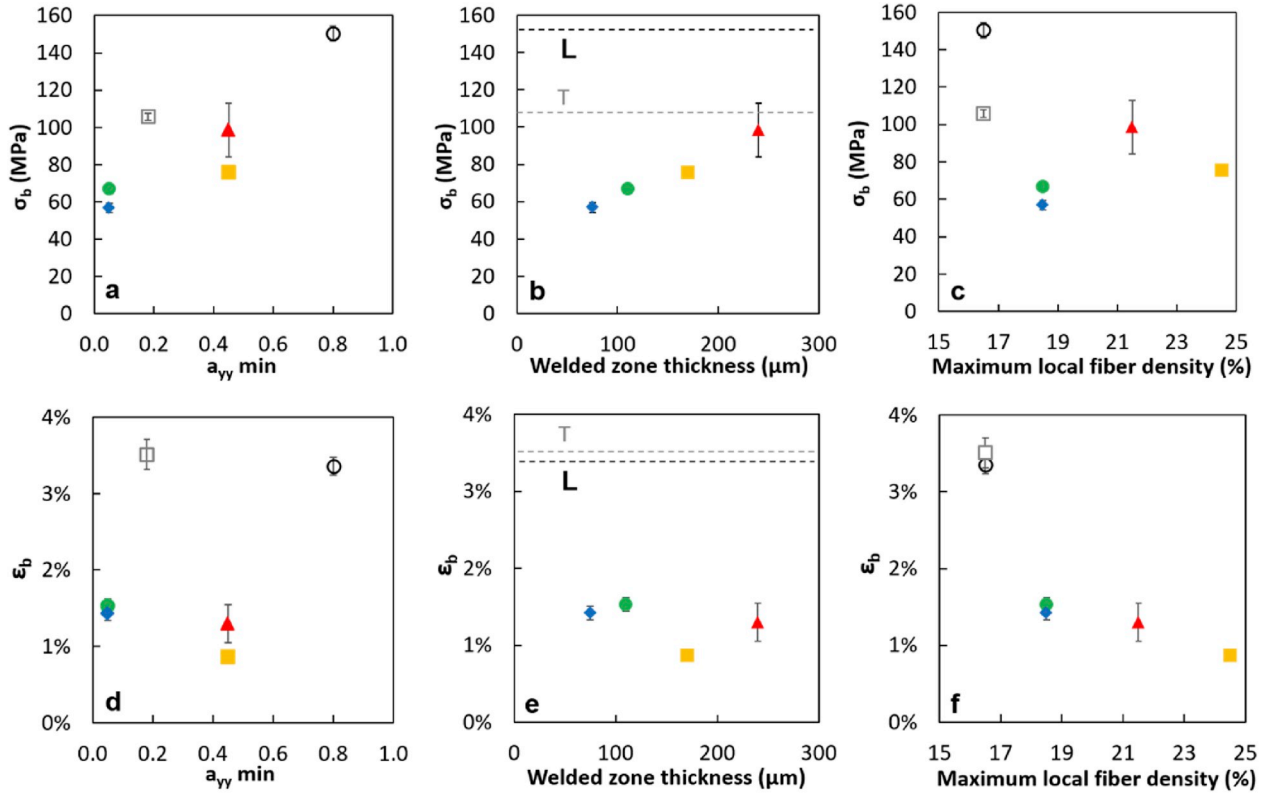 160
140
120
100
80
60
40
20
0
σb (MPa)
a
0.0 0.2 0.4 0.6 0.8 1.0
ayy min
160
140
120
100
80
60
40
20
0
σb (MPa)
L
T
b
0 100 200 300
Welded zone thickness (µm)
160
140
120
100
80
60
40
20
0
σb (MPa)
c
15 17 19 21 23 25
Maximum local fiber density (%)
4%
3%
2%
1%
0%
εb
d
0.0 0.2 0.4 0.6 0.8 1.0
ayy min
4%
3%
2%
1%
0%
εb
T
L
e
0 100 200 300
Welded zone thickness (µm)
4%
3%
2%
1%
0%
εb
f
15 17 19 21 23 25
Maximum local fiber density (%)